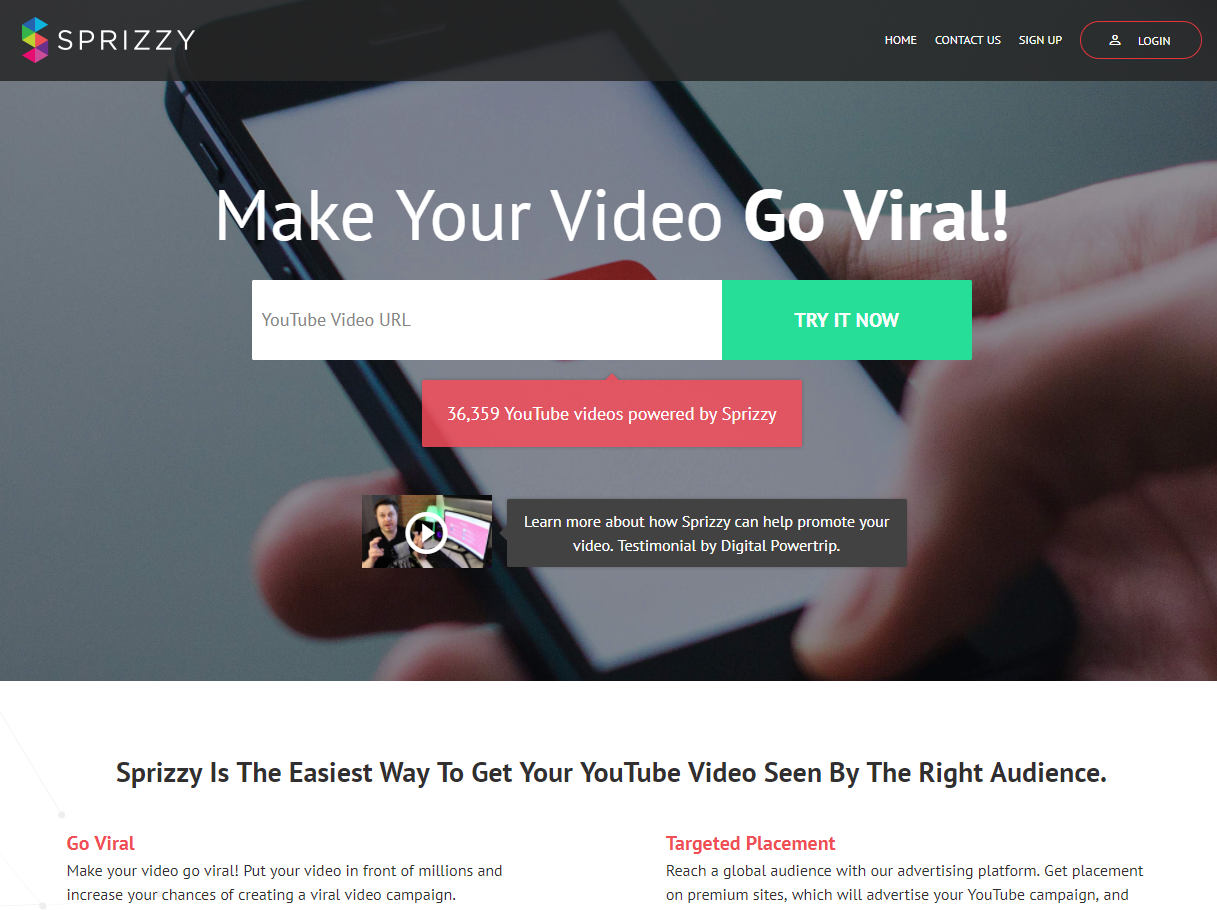 SPRIZZY
HOME CONTACT US SIGN UP LOGIN
Make Your Video Go Viral!
YouTube Video URL TRY IT NOW
36,359 YouTube videos powered by Sprizzy
Learn more about how Sprizzy can help promote your
video. Testimonial by Digital Powertrip.
Sprizzy Is The Easiest Way To Get Your YouTube Video Seen By The Right Audience.
Go Viral
Make your video go viral! Put your video in front of millions and
increase your chances of creating a viral video campaign.
Targeted Placement
Reach a global audience with our advertising platform. Get placement
on premium sites, which will advertise your YouTube campaign, and